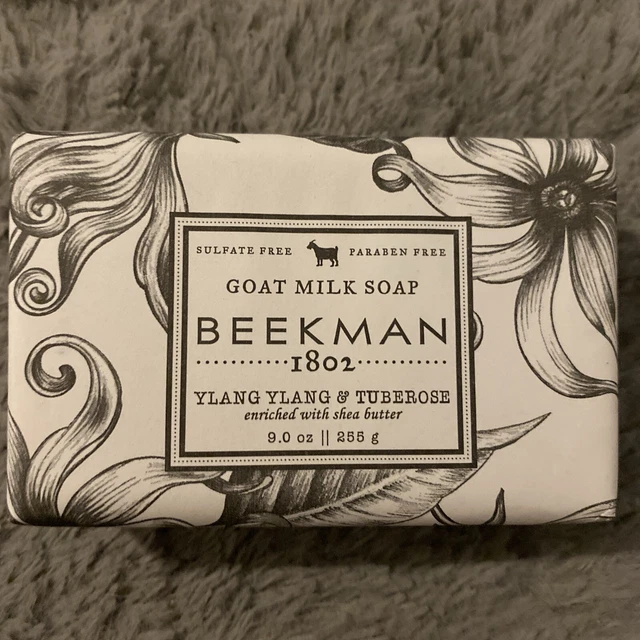 SULFATE FREE PARABEN FREE
GOAT MILK SOAP
BEEKMAN
1802
YLANG YLANG & TUBEROSE
enriched with shea butter
9.0 oz || 255 g